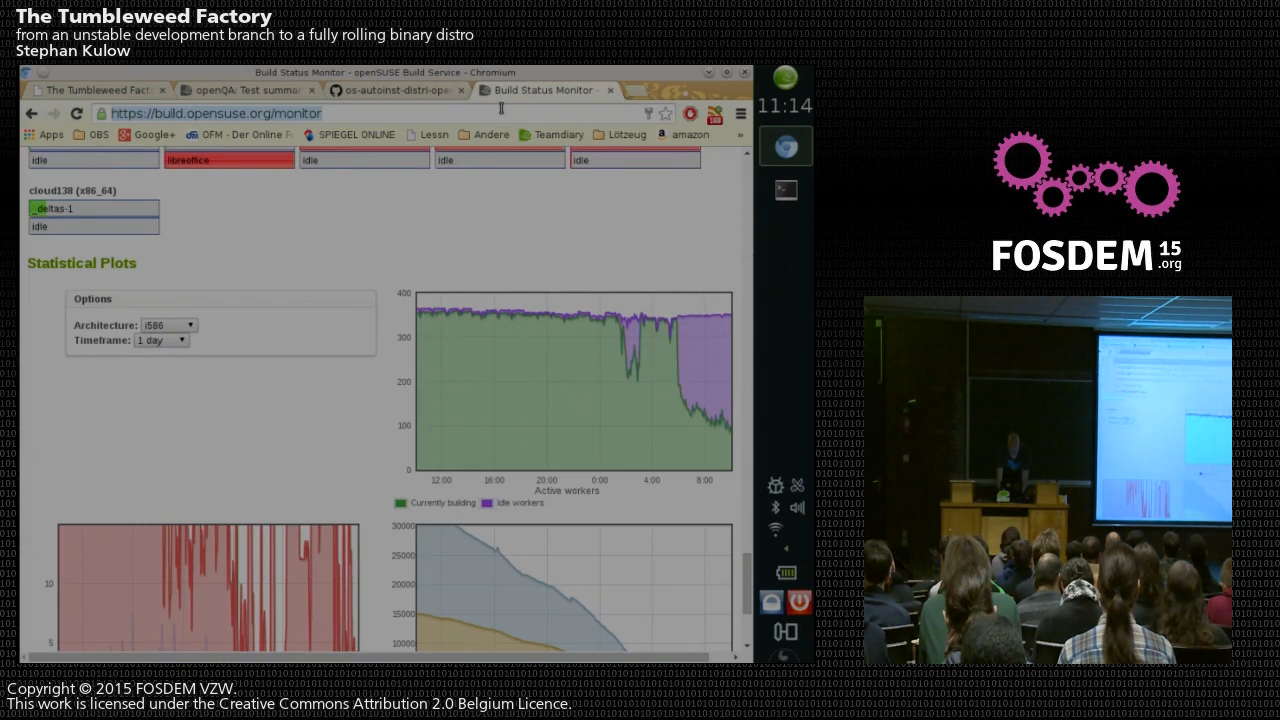 The Tumbleweed Factory
from an unstable development branch to a fully rolling binary distro
Stephan Kulow
Build Status Monitor - openSUSE Build Service - Chromium
The Tumbleweed Fact
openQA: Test summar
os-autoinst-distri-ope
Build Status Monitor -
https://build.opensuse.org/monitor
168
Apps
OBS
Google+
OFM - Der Online F
SPIEGEL ONLINE
Lessn
Andere
Teamdiary
Lötzeug
amazon
»
11:14
idle
libreoffice
idle
idle
idle
cloud138 (x86_64)
_deltas-1
idle
Statistical Plots
Options
Architecture: i586
Timeframe: 1 day
400
300
200
100
0
12:00 16:00 20:00 0:00 4:00 8:00
Active workers
Currently building Idle workers
10
5
30000
25000
20000
15000
10000
FOSDEM 15
.org
Copyright © 2015 FOSDEM VZW.
This work is licensed under the Creative Commons Attribution 2.0 Belgium Licence.